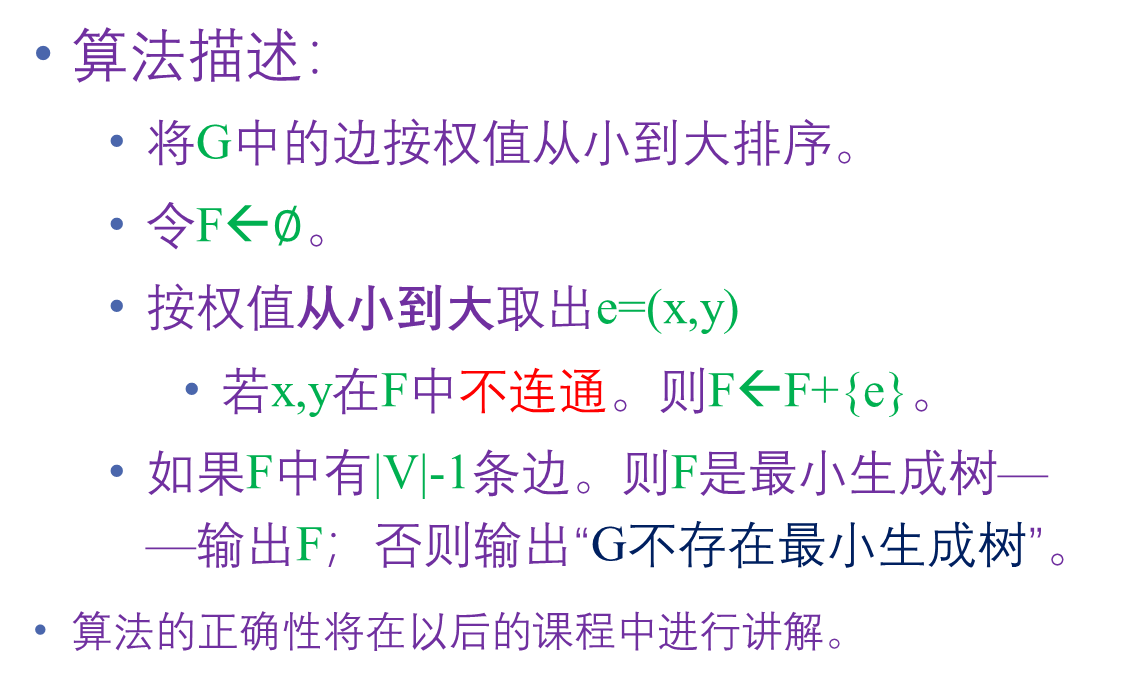 • 算法描述：
• 将G中的边按权值从小到大排序。
• 令F←∅。
• 按权值从小到大取出e=(x,y)
• 若x,y在F中不连通。则F←F+{e}。
• 如果F中有|V|-1条边。则F是最小生成树—
—输出F；否则输出“G不存在最小生成树”。
• 算法的正确性将在以后的课程中进行讲解。